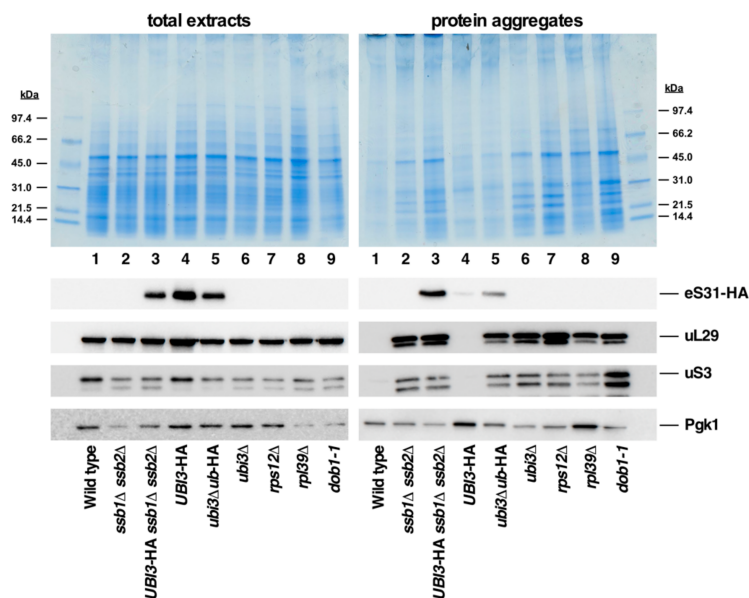 total extracts
protein aggregates
kDa
97.4
66.2
45.0
31.0
21.5
14.4
kDa
97.4
66.2
45.0
31.0
21.5
14.4
1 2 3 4 5 6 7 8 9
1 2 3 4 5 6 7 8 9
eS31-HA
uL29
uS3
Pgk1
Wild type
ssb1Δ ssb2Δ
UBI3-HA ssb1Δ ssb2Δ
UBI3-HA
ubi3Δub-HA
ubi3Δ
rps12Δ
rpl39Δ
dob1-1
Wild type
ssb1Δ ssb2Δ
UBI3-HA ssb1Δ ssb2Δ
UBI3-HA
ubi3Δub-HA
ubi3Δ
rps12Δ
rpl39Δ
dob1-1